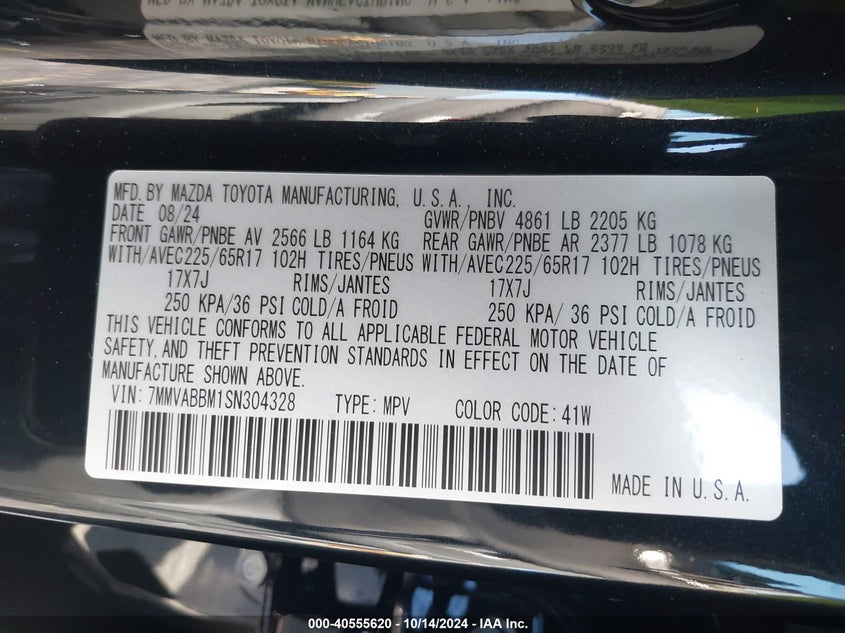 MFD. BY MAZDA TOYOTA MANUFACTURING, U.S.A., INC.
DATE 08/24 GVWR/PNBV 4861 LB 2205 KG
FRONT GAWR/PNBE AV 2566 LB 1164 KG REAR GAWR/PNBE AR 2377 LB 1078 KG
WITH/AVEC225/65R17 102H TIRES/PNEUS WITH/AVEC225/65R17 102H TIRES/PNEUS
17X7J RIMS/JANTES 17X7J RIMS/JANTES
250 KPA/36 PSI COLD/A FROID 250 KPA/ 36 PSI COLD/A FROID
THIS VEHICLE CONFORMS TO ALL APPLICABLE FEDERAL MOTOR VEHICLE
SAFETY, AND THEFT PREVENTION STANDARDS IN EFFECT ON THE DATE OF
MANUFACTURE SHOWN ABOVE.
VIN: 7MMVABBM1SN304328 TYPE: MPV COLOR CODE: 41W
MADE IN U.S.A.
000-40555620 - 10/14/2024 - IAA Inc.